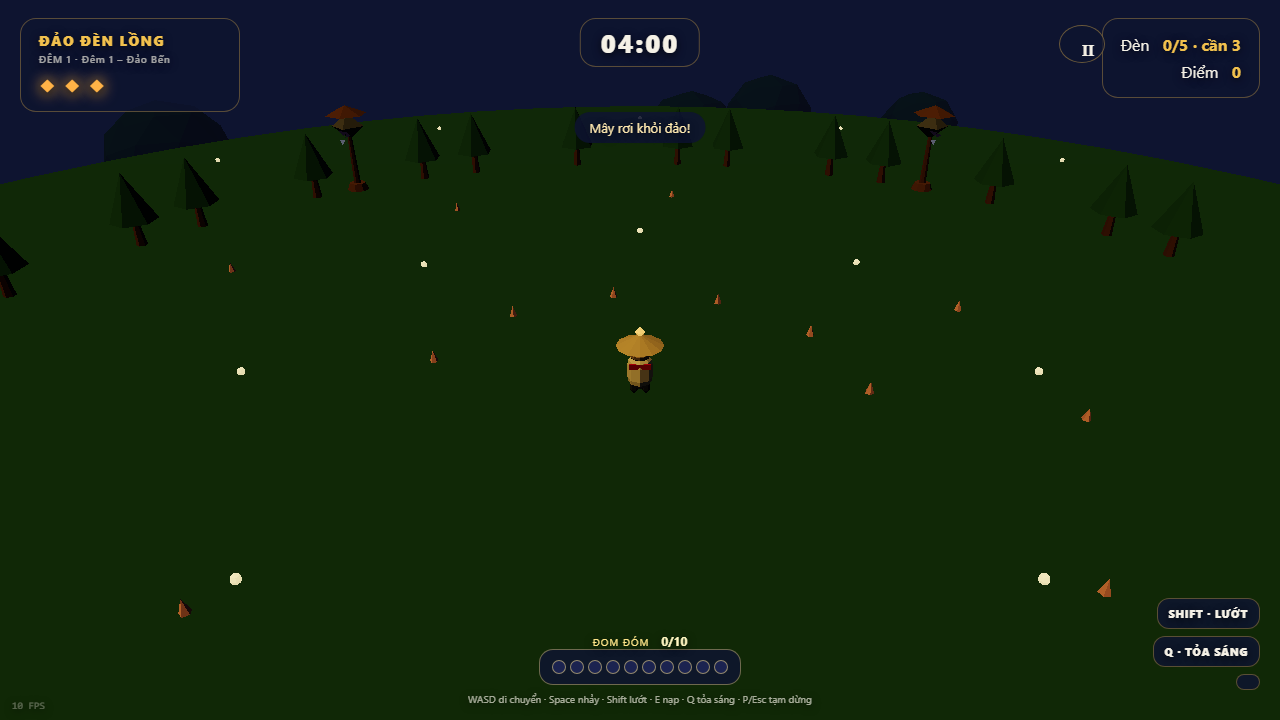 ĐẢO ĐÈN LỒNG
ĐÊM 1 · Đêm 1 — Đảo Bến
04:00
II
Đèn 0/5 · cần 3
Điểm 0
Mây rơi khỏi đảo!
SHIFT · LƯỚT
Q · TỎA SÁNG
ĐOM ĐÓM 0/10
WASD di chuyển · Space nhảy · Shift lướt · E nạp · Q tỏa sáng · P/Esc tạm dừng
10 FPS